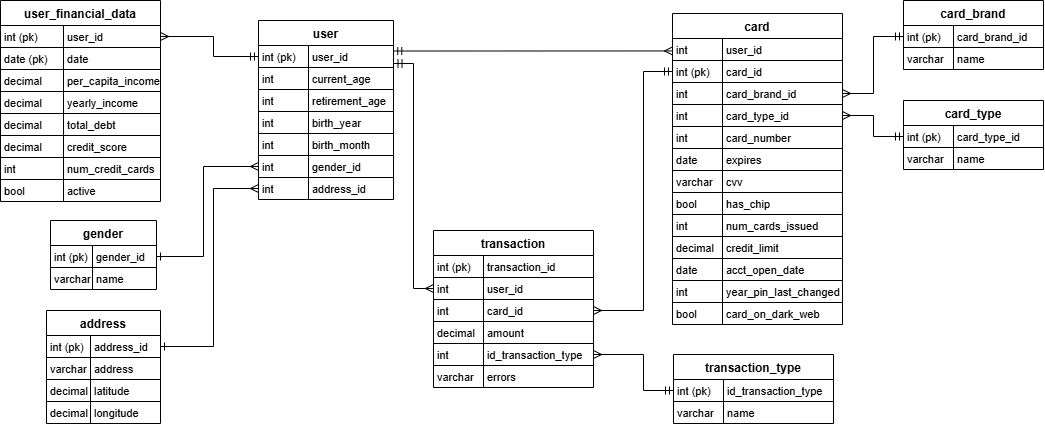 user_financial_data
int (pk) user_id
date (pk) date
decimal per_capita_income
decimal yearly_income
decimal total_debt
decimal credit_score
int num_credit_cards
bool active
user
int (pk) user_id
int current_age
int retirement_age
int birth_year
int birth_month
int gender_id
int address_id
gender
int (pk) gender_id
varchar name
address
int (pk) address_id
varchar address
decimal latitude
decimal longitude
transaction
int (pk) transaction_id
int user_id
int card_id
decimal amount
int id_transaction_type
varchar errors
card
int user_id
int (pk) card_id
int card_brand_id
int card_type_id
int card_number
date expires
varchar cvv
bool has_chip
int num_cards_issued
decimal credit_limit
date acct_open_date
int year_pin_last_changed
bool card_on_dark_web
card_brand
int (pk) card_brand_id
varchar name
card_type
int (pk) card_type_id
varchar name
transaction_type
int (pk) id_transaction_type
varchar name